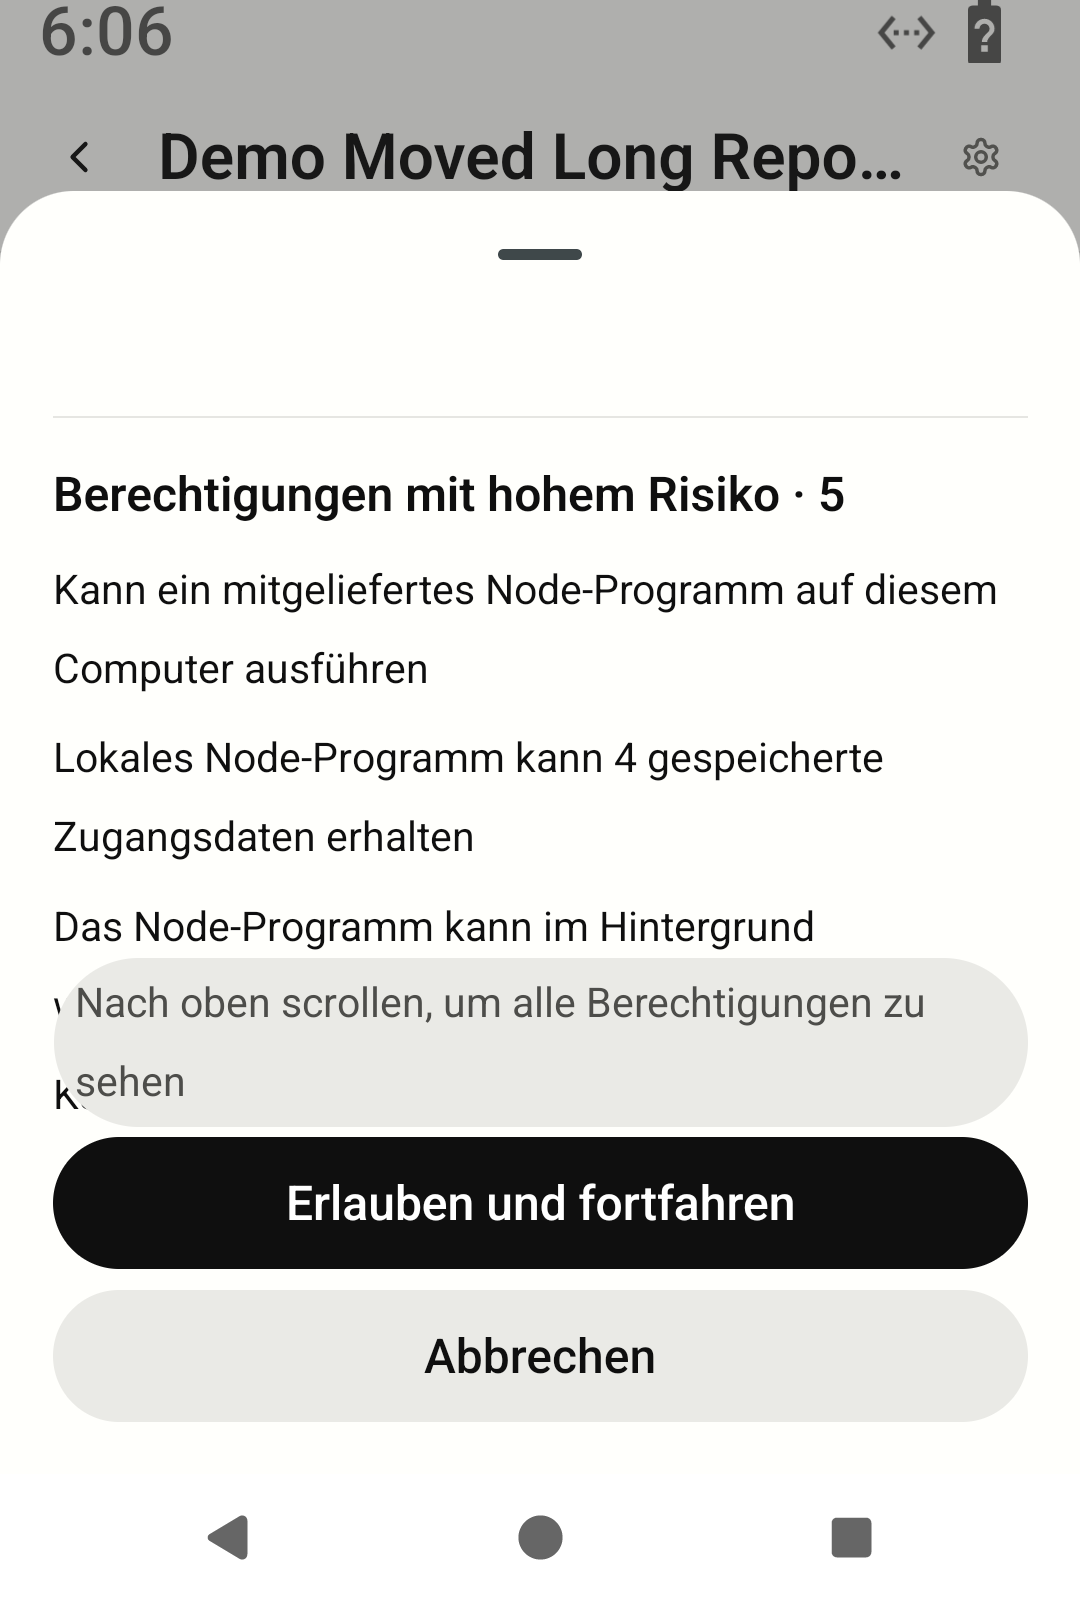 6:06
Demo Moved Long Repo...
Berechtigungen mit hohem Risiko · 5
Kann ein mitgeliefertes Node-Programm auf diesem
Computer ausführen
Lokales Node-Programm kann 4 gespeicherte
Zugangsdaten erhalten
Das Node-Programm kann im Hintergrund
Nach oben scrollen, um alle Berechtigungen zu
sehen
Erlauben und fortfahren
Abbrechen